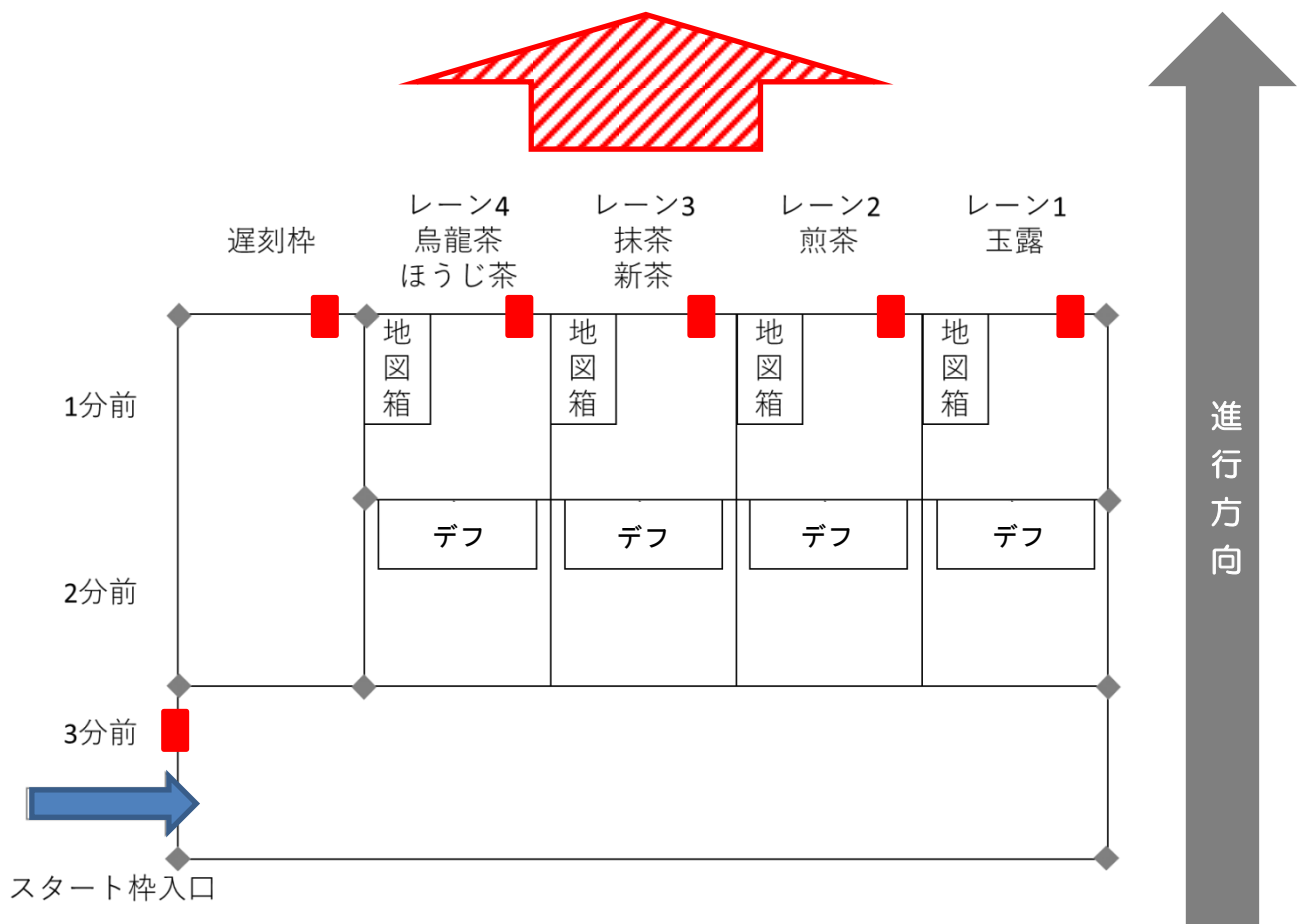 レーン4
烏龍茶
ほうじ茶
レーン3
抹茶
新茶
レーン2
煎茶
レーン1
玉露
遅刻枠
地図箱
地図箱
地図箱
地図箱
1分前
デフ
デフ
デフ
デフ
2分前
3分前
スタート枠入口
進行方向